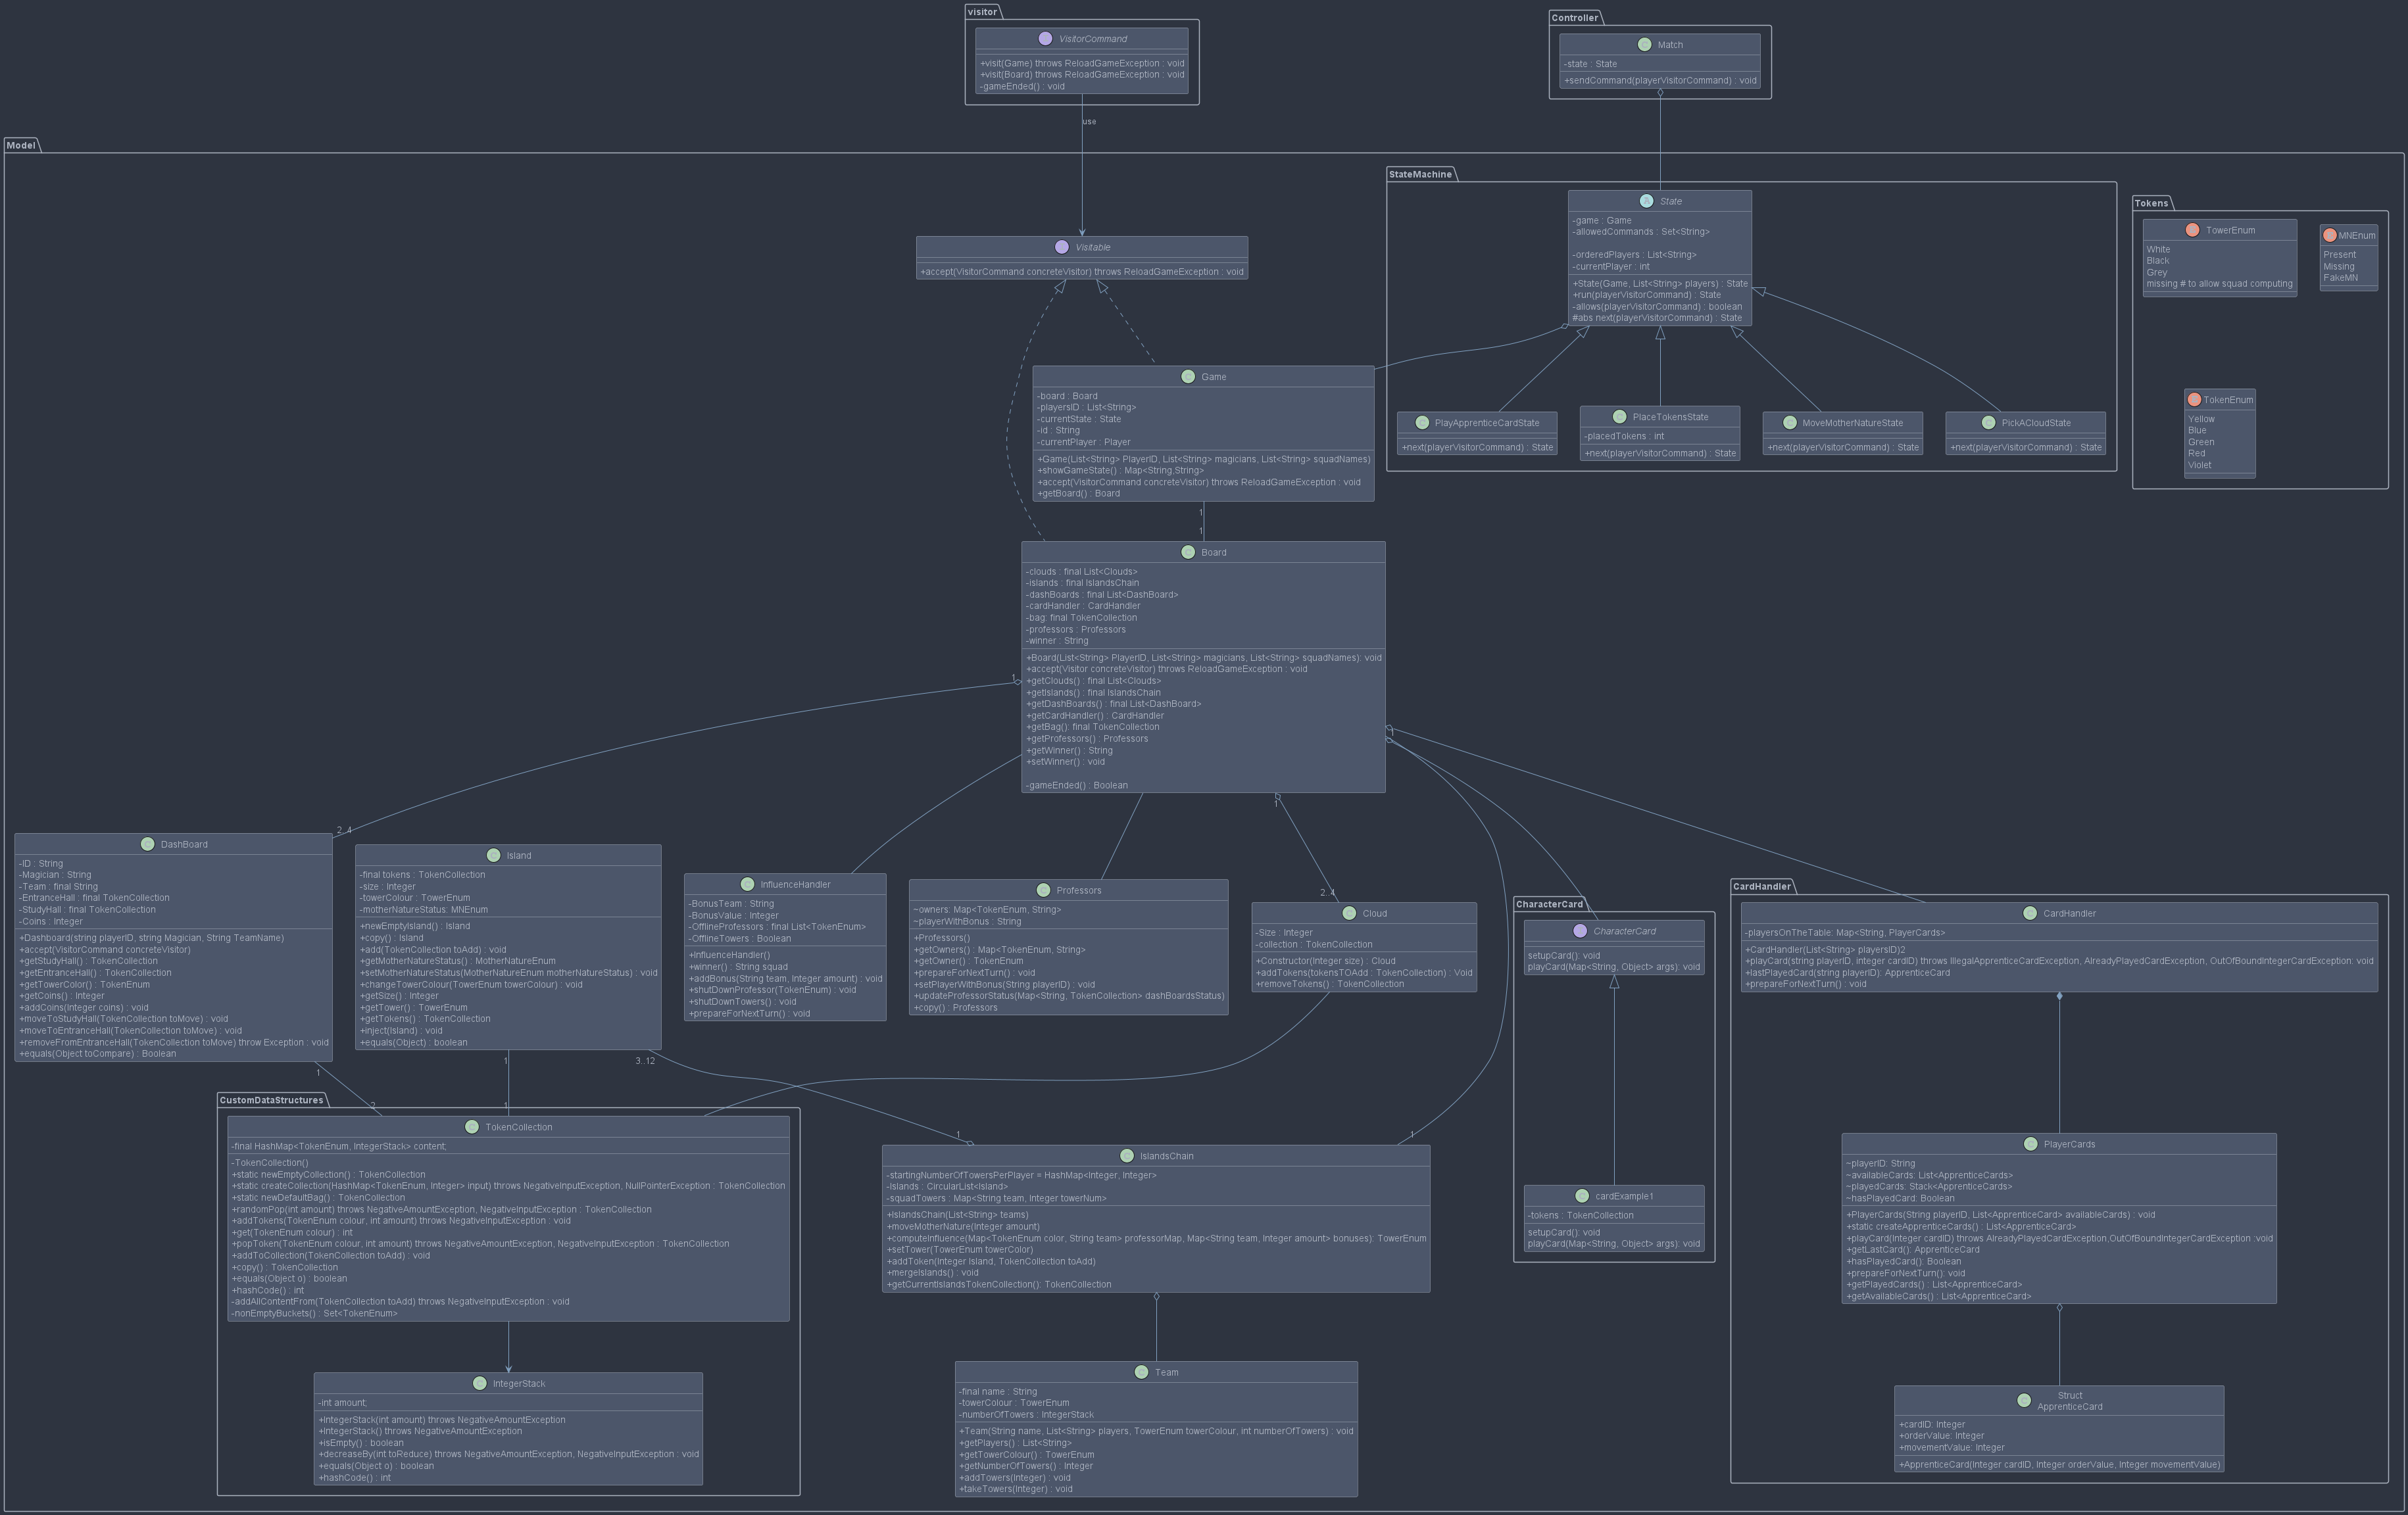 visitor
VisitorCommand
+visit(Game) throws ReloadGameException : void
+visit(Board) throws ReloadGameException : void
-gameEnded() : void
Controller
Match
-state : State
+sendCommand(playerVisitorCommand) : void
use
Model
StateMachine
State
-game : Game
-allowedCommands : Set<String>
-orderedPlayers : List<String>
-currentPlayer : int
+State(Game, List<String> players) : State
+run(playerVisitorCommand) : State
-allows(playerVisitorCommand) : boolean
#abs next(playerVisitorCommand) : State
Tokens
TowerEnum
White
Black
Grey
missing # to allow squad computing
MNEnum
Present
Missing
FakeMN
Visitable
+accept(VisitorCommand concreteVisitor) throws ReloadGameException : void
Game
-board : Board
-playersID : List<String>
-currentState : State
-id : String
-currentPlayer : Player
+Game(List<String> PlayerID, List<String> magicians, List<String> squadNames)
+showGameState() : Map<String,String>
+accept(VisitorCommand concreteVisitor) throws ReloadGameException : void
+getBoard() : Board
PlayApprenticeCardState
+next(playerVisitorCommand) : State
PlaceTokensState
-placedTokens : int
+next(playerVisitorCommand) : State
MoveMotherNatureState
+next(playerVisitorCommand) : State
PickACloudState
+next(playerVisitorCommand) : State
TokenEnum
Yellow
Blue
Green
Red
Violet
1
1
Board
-clouds : final List<Clouds>
-islands : final IslandsChain
-dashBoards : final List<DashBoard>
-cardHandler : CardHandler
-bag: final TokenCollection
-professors : Professors
-winner : String
+Board(List<String> PlayerID, List<String> magicians, List<String> squadNames): void
+accept(Visitor concreteVisitor) throws ReloadGameException : void
+getClouds() : final List<Clouds>
+getIslands() : final IslandsChain
+getDashBoards() : final List<DashBoard>
+getCardHandler() : CardHandler
+getBag(): final TokenCollection
+getProfessors() : Professors
+getWinner() : String
+setWinner() : void
-gameEnded() : Boolean
1
1
1
2..4
DashBoard
-ID : String
-Magician : String
-Team : final String
-EntranceHall : final TokenCollection
-StudyHall : final TokenCollection
-Coins : Integer
+Dashboard(string playerID, string Magician, String TeamName)
+accept(VisitorCommand concreteVisitor)
+getStudyHall() : TokenCollection
+getEntranceHall() : TokenCollection
+getTowerColor() : TokenEnum
+getCoins() : Integer
+addCoins(Integer coins) : void
+moveToStudyHall(TokenCollection toMove) : void
+moveToEntranceHall(TokenCollection toMove) : void
+removeFromEntranceHall(TokenCollection toMove) throw Exception : void
+equals(Object toCompare) : Boolean
Island
-final tokens : TokenCollection
-size : Integer
-towerColour : TowerEnum
-motherNatureStatus: MNEnum
+newEmptyIsland() : Island
+copy() : Island
+add(TokenCollection toAdd) : void
+getMotherNatureStatus() : MotherNatureEnum
+setMotherNatureStatus(MotherNatureEnum motherNatureStatus) : void
+changeTowerColour(TowerEnum towerColour) : void
+getSize() : Integer
+getTower() : TowerEnum
+getTokens() : TokenCollection
+inject(Island) : void
+equals(Object) : boolean
InfluenceHandler
-BonusTeam : String
-BonusValue : Integer
-OfflineProfessors : final List<TokenEnum>
-OfflineTowers : Boolean
+InfluenceHandler()
+winner() : String squad
+addBonus(String team, Integer amount) : void
+shutDownProfessor(TokenEnum) : void
+shutDownTowers() : void
+prepareForNextTurn() : void
Professors
~owners: Map<TokenEnum, String>
~playerWithBonus : String
+Professors()
+getOwners() : Map<TokenEnum, String>
+getOwner() : TokenEnum
+prepareForNextTurn() : void
+setPlayerWithBonus(String playerID) : void
+updateProfessorStatus(Map<String, TokenCollection> dashBoardsStatus)
+copy() : Professors
2..4
Cloud
-Size : Integer
-collection : TokenCollection
+Constructor(Integer size) : Cloud
+addTokens(tokensTOAdd : TokenCollection) : Void
+removeTokens() : TokenCollection
CharacterCard
CharacterCard
setupCard(): void
playCard(Map<String, Object> args): void
CardHandler
CardHandler
-playersOnTheTable: Map<String, PlayerCards>
+CardHandler(List<String> playersID)2
+playCard(string playerID, integer cardID) throws IllegalApprenticeCardException, AlreadyPlayedCardException, OutOfBoundIntegerCardException: void
+lastPlayedCard(string playerID): ApprenticeCard
+prepareForNextTurn() : void
1
2
1
1
3..12
1
1
CustomDataStructures
TokenCollection
-final HashMap<TokenEnum, IntegerStack> content;
-TokenCollection()
+static newEmptyCollection() : TokenCollection
+static createCollection(HashMap<TokenEnum, Integer> input) throws NegativeInputException, NullPointerException : TokenCollection
+static newDefaultBag() : TokenCollection
+randomPop(int amount) throws NegativeAmountException, NegativeInputException : TokenCollection
+addTokens(TokenEnum colour, int amount) throws NegativeInputException : void
+get(TokenEnum colour) : int
+popToken(TokenEnum colour, int amount) throws NegativeAmountException, NegativeInputException : TokenCollection
+addToCollection(TokenCollection toAdd) : void
+copy() : TokenCollection
+equals(Object o) : boolean
+hashCode() : int
-addAllContentFrom(TokenCollection toAdd) throws NegativeInputException : void
-nonEmptyBuckets() : Set<TokenEnum>
IslandsChain
-startingNumberOfTowersPerPlayer = HashMap<Integer, Integer>
-Islands : CircularList<Island>
-squadTowers : Map<String team, Integer towerNum>
+IslandsChain(List<String> teams)
+moveMotherNature(Integer amount)
+computeInfluence(Map<TokenEnum color, String team> professorMap, Map<String team, Integer amount> bonuses): TowerEnum
+setTower(TowerEnum towerColor)
+addToken(Integer Island, TokenCollection toAdd)
+mergeIslands() : void
+getCurrentIslandsTokenCollection(): TokenCollection
cardExample1
-tokens : TokenCollection
setupCard(): void
playCard(Map<String, Object> args): void
PlayerCards
~playerID: String
~availableCards: List<ApprenticeCards>
~playedCards: Stack<ApprenticeCards>
~hasPlayedCard: Boolean
+PlayerCards(String playerID, List<ApprenticeCard> availableCards) : void
+static createApprenticeCards() : List<ApprenticeCard>
+playCard(Integer cardID) throws AlreadyPlayedCardException,OutOfBoundIntegerCardException :void
+getLastCard(): ApprenticeCard
+hasPlayedCard(): Boolean
+prepareForNextTurn(): void
+getPlayedCards() : List<ApprenticeCard>
+getAvailableCards() : List<ApprenticeCard>
IntegerStack
-int amount;
+IntegerStack(int amount) throws NegativeAmountException
+IntegerStack() throws NegativeAmountException
+isEmpty() : boolean
+decreaseBy(int toReduce) throws NegativeAmountException, NegativeInputException : void
+equals(Object o) : boolean
+hashCode() : int
Team
-final name : String
-towerColour : TowerEnum
-numberOfTowers : IntegerStack
+Team(String name, List<String> players, TowerEnum towerColour, int numberOfTowers) : void
+getPlayers() : List<String>
+getTowerColour() : TowerEnum
+getNumberOfTowers() : Integer
+addTowers(Integer) : void
+takeTowers(Integer) : void
Struct
ApprenticeCard
+cardID: Integer
+orderValue: Integer
+movementValue: Integer
+ApprenticeCard(Integer cardID, Integer orderValue, Integer movementValue)